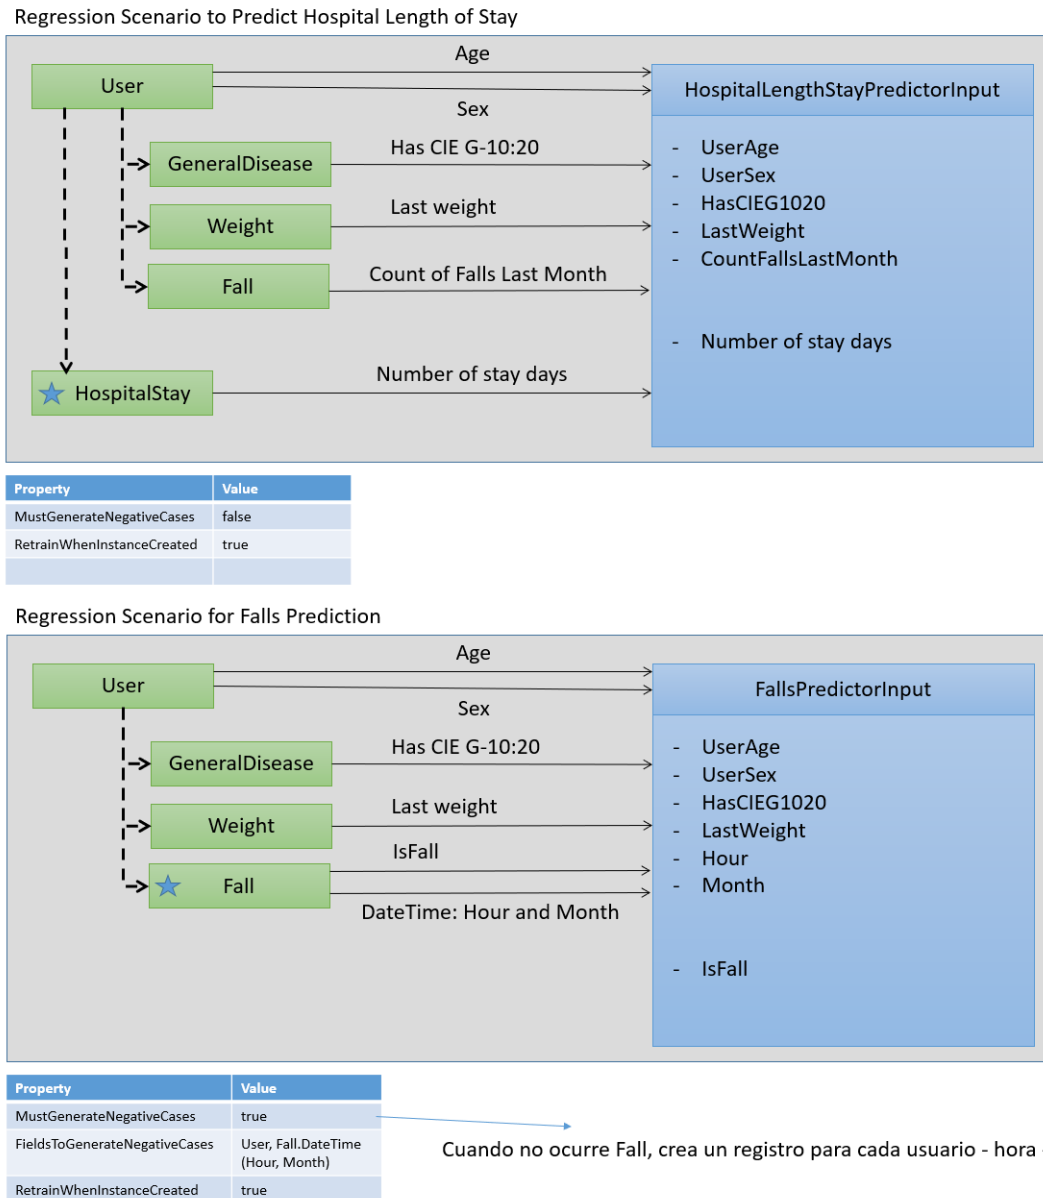 Regression Scenario to Predict Hospital Length of Stay
Age
User
HospitalLengthStayPredictorInput
Sex
Has CIE G-10:20
GeneralDisease
- UserAge
- UserSex
- HasCIEG1020
- LastWeight
- CountFallsLastMonth
Last weight
Weight
Count of Falls Last Month
Fall
- Number of stay days
Number of stay days
HospitalStay
Property Value
MustGenerateNegativeCases false
RetrainWhenInstanceCreated true
Regression Scenario for Falls Prediction
Age
User
FallsPredictorInput
Sex
Has CIE G-10:20
GeneralDisease
- UserAge
- UserSex
- HasCIEG1020
- LastWeight
- Hour
- Month
Last weight
Weight
IsFall
Fall
DateTime: Hour and Month
- IsFall
Property Value
MustGenerateNegativeCases true
FieldsToGenerateNegativeCases User, Fall.DateTime
(Hour, Month)
RetrainWhenInstanceCreated true
Cuando no ocurre Fall, crea un registro para cada usuario - hora